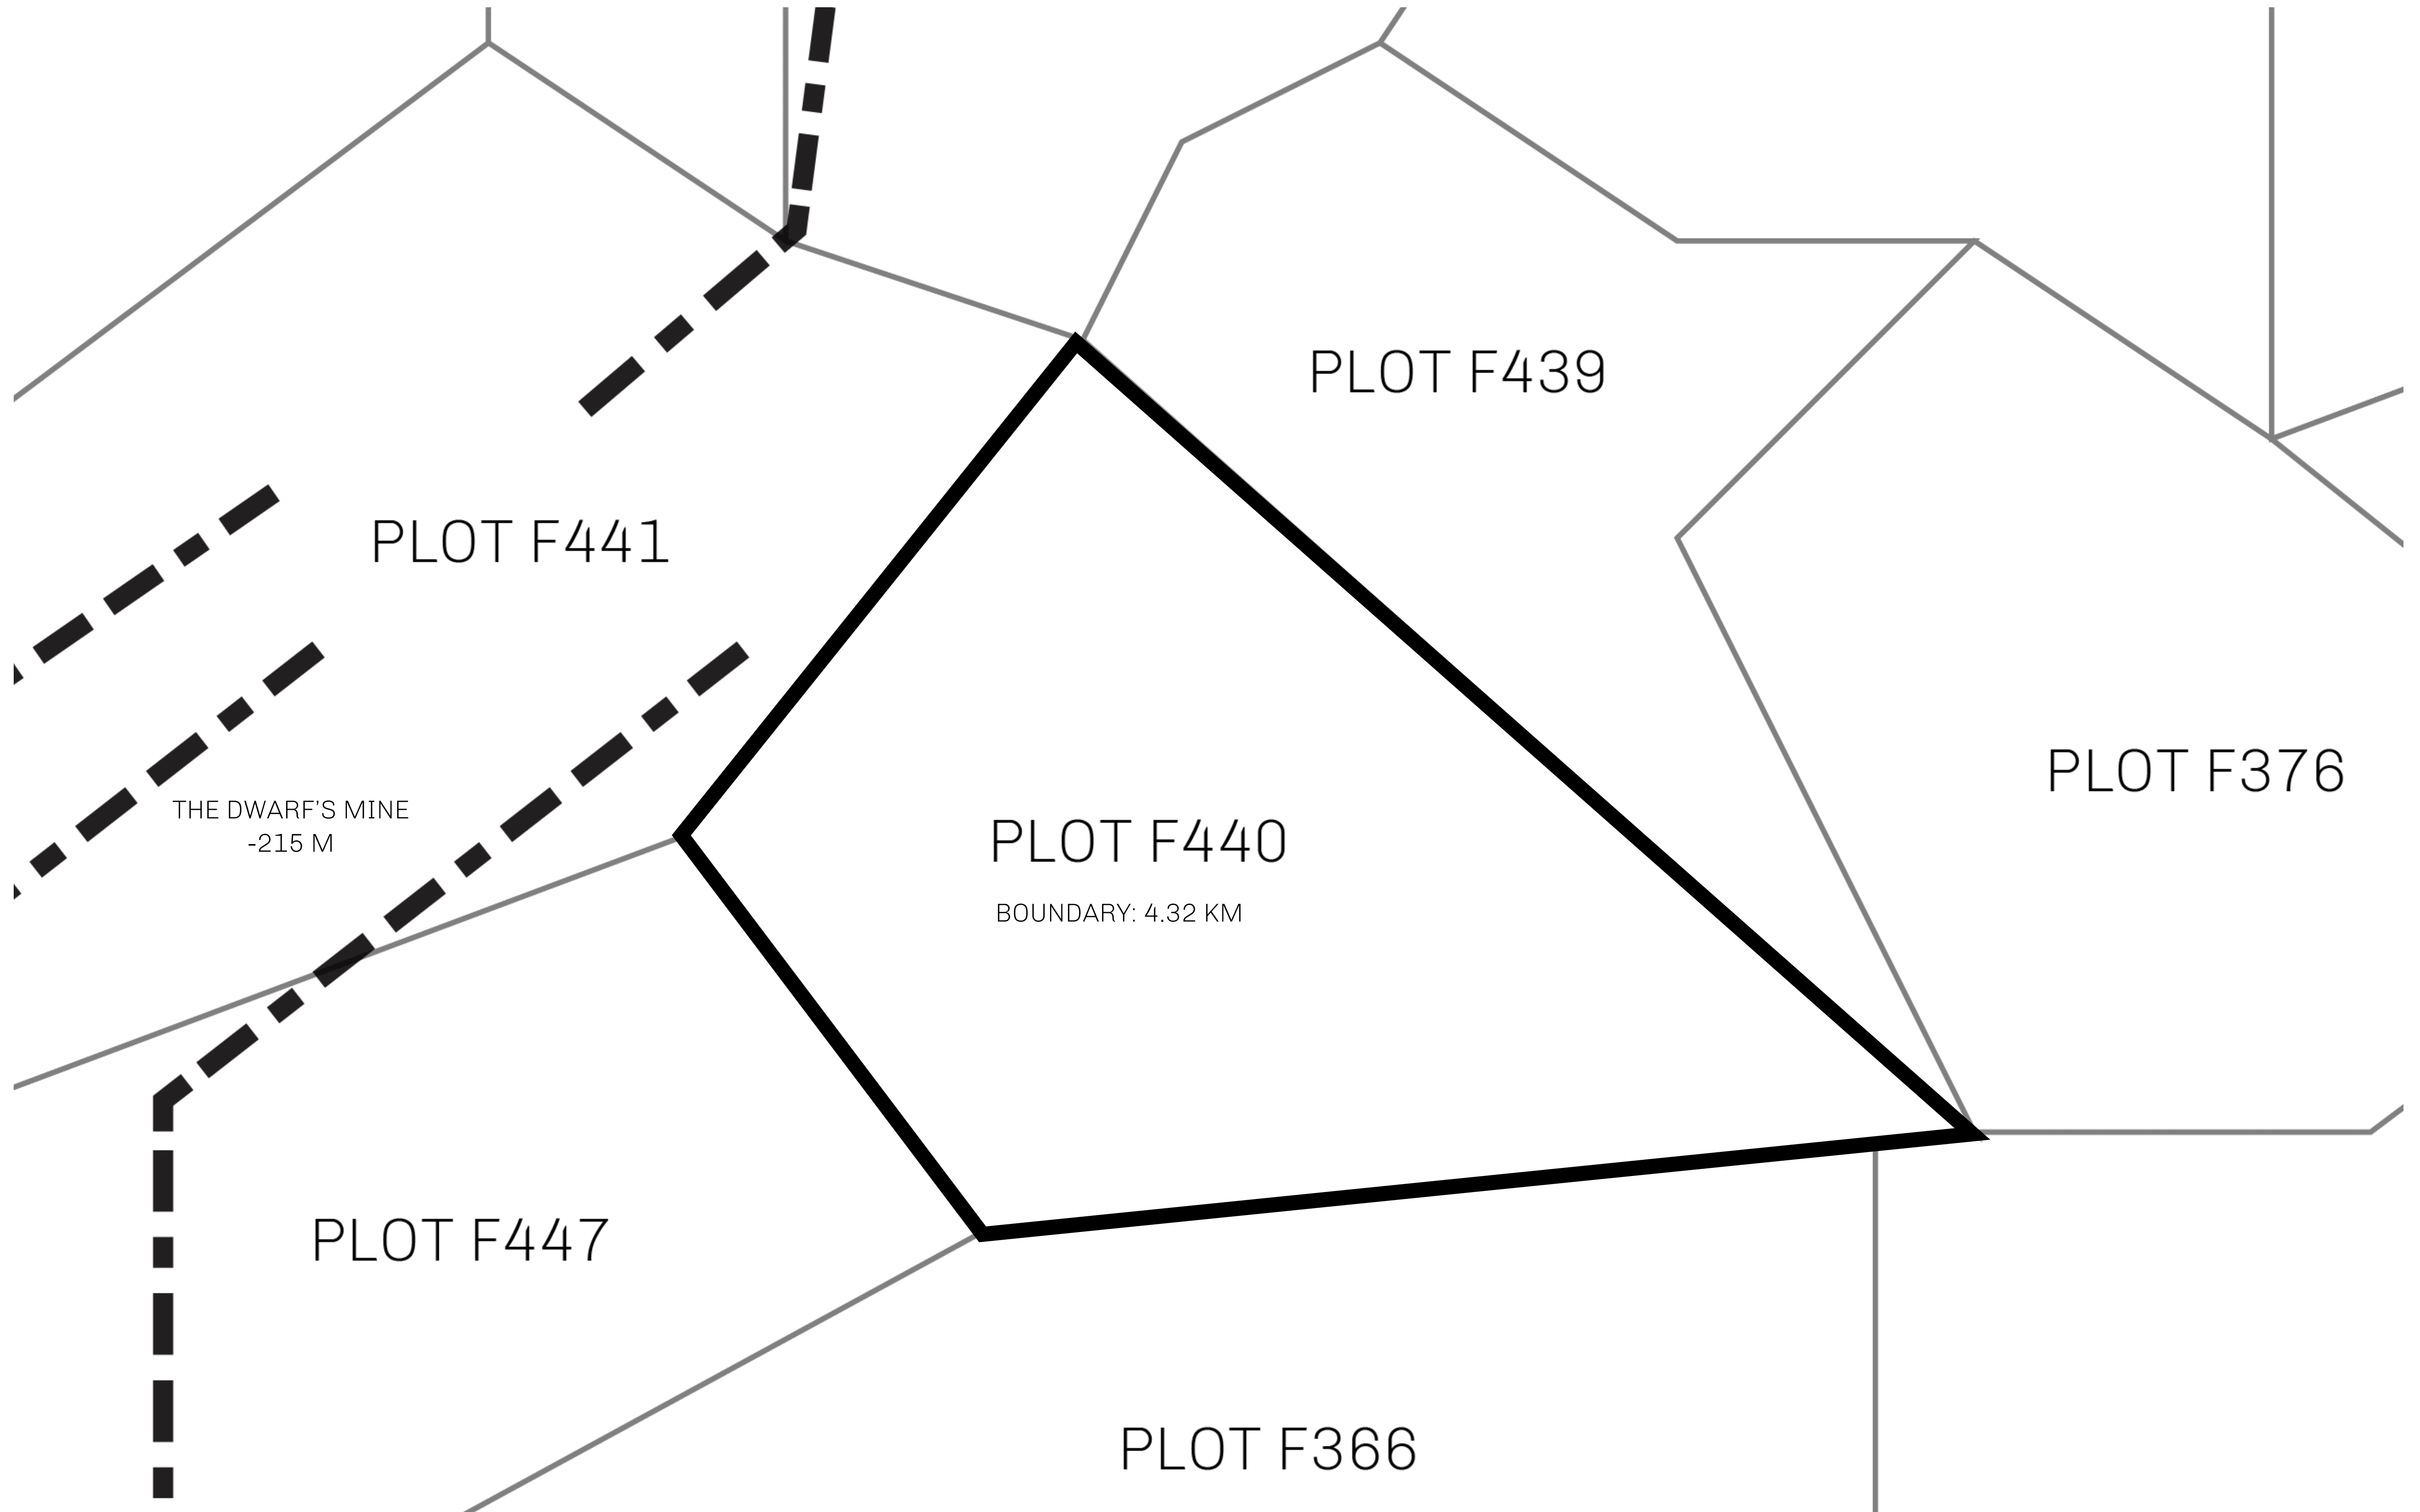 PLOT F439
PLOT F441
PLOT F376
THE DWARF'S MINE
-215 M
PLOT F440
BOUNDARY: 4.32 KM
PLOT F447
PLOT F366